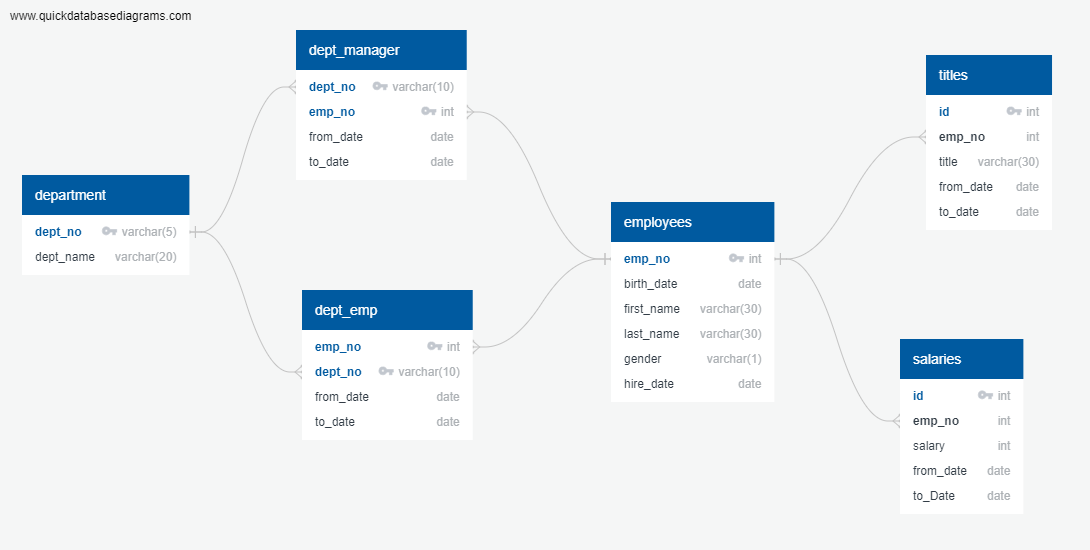 www.quickdatabasediagrams.com
dept_manager
dept_no varchar(10)
emp_no int
from_date date
to_date date
department
dept_no varchar(5)
dept_name varchar(20)
dept_emp
emp_no int
dept_no varchar(10)
from_date date
to_date date
employees
emp_no int
birth_date date
first_name varchar(30)
last_name varchar(30)
gender varchar(1)
hire_date date
titles
id int
emp_no int
title varchar(30)
from_date date
to_date date
salaries
id int
emp_no int
salary int
from_date date
to_Date date